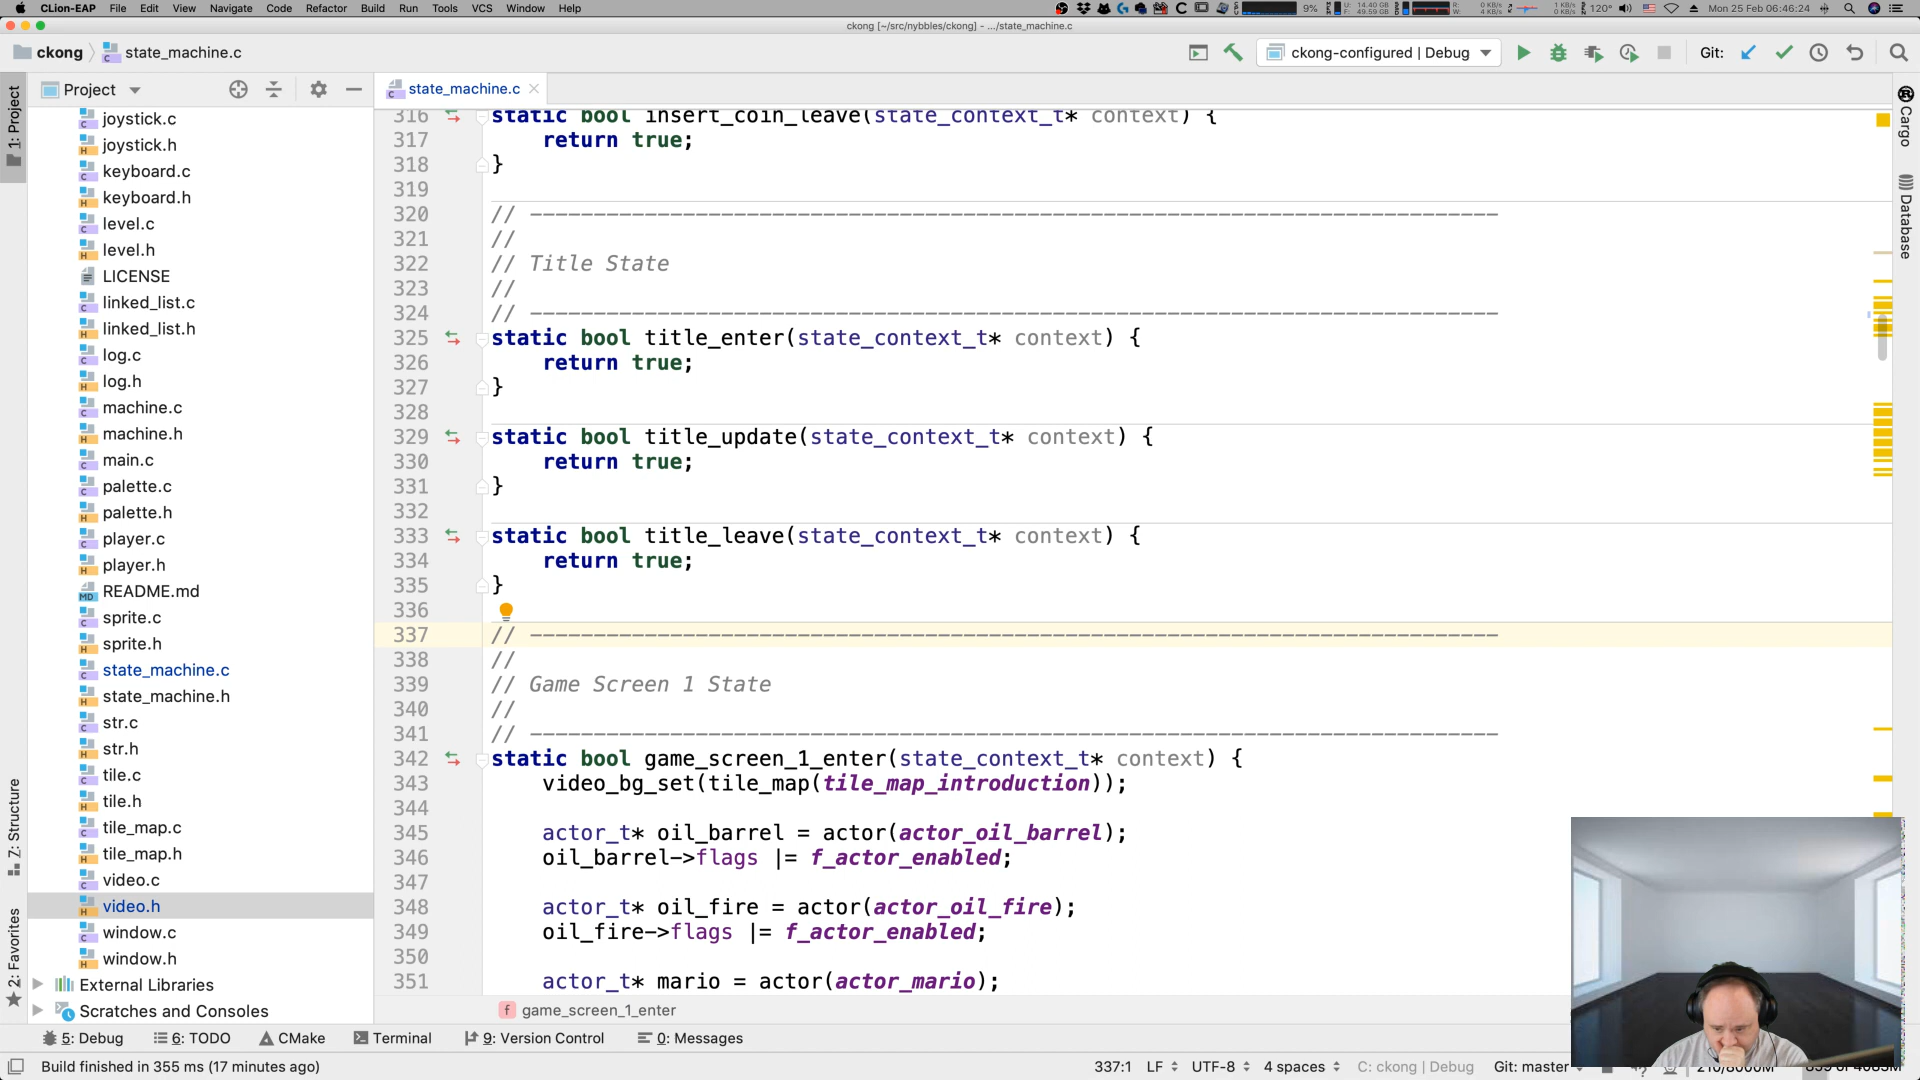 CLion-EAP File Edit View Navigate Code Refactor Build Run Tools VCS Window Help 9% 120° Mon 25 Feb 06:46:24
ckong [~/src/nybbles/ckong] - .../state_machine.c
ckong state_machine.c ckong-configured | Debug Git:
Project state_machine.c
1: Project
Z: Structure
2: Favorites
Cargo
Database
joystick.c
joystick.h
keyboard.c
keyboard.h
level.c
level.h
LICENSE
linked_list.c
linked_list.h
log.c
log.h
machine.c
machine.h
main.c
palette.c
palette.h
player.c
player.h
README.md
sprite.c
sprite.h
state_machine.c
state_machine.h
str.c
str.h
tile.c
tile.h
tile_map.c
tile_map.h
video.c
video.h
window.c
window.h
External Libraries
Scratches and Consoles
316 static bool insert_coin_leave(state_context_t* context) {
317 return true;
318 }
319
320 // ----------------------------------------------------------------------------
321 //
322 // Title State
323 //
324 // ----------------------------------------------------------------------------
325 static bool title_enter(state_context_t* context) {
326 return true;
327 }
328
329 static bool title_update(state_context_t* context) {
330 return true;
331 }
332
333 static bool title_leave(state_context_t* context) {
334 return true;
335 }
336
337 // ----------------------------------------------------------------------------
338 //
339 // Game Screen 1 State
340 //
341 // ----------------------------------------------------------------------------
342 static bool game_screen_1_enter(state_context_t* context) {
343 video_bg_set(tile_map(tile_map_introduction));
344
345 actor_t* oil_barrel = actor(actor_oil_barrel);
346 oil_barrel->flags |= f_actor_enabled;
347
348 actor_t* oil_fire = actor(actor_oil_fire);
349 oil_fire->flags |= f_actor_enabled;
350
351 actor_t* mario = actor(actor_mario);
game_screen_1_enter
5: Debug 6: TODO CMake Terminal 9: Version Control 0: Messages
Build finished in 355 ms (17 minutes ago) 337:1 LF UTF-8 4 spaces C: ckong | Debug Git: master